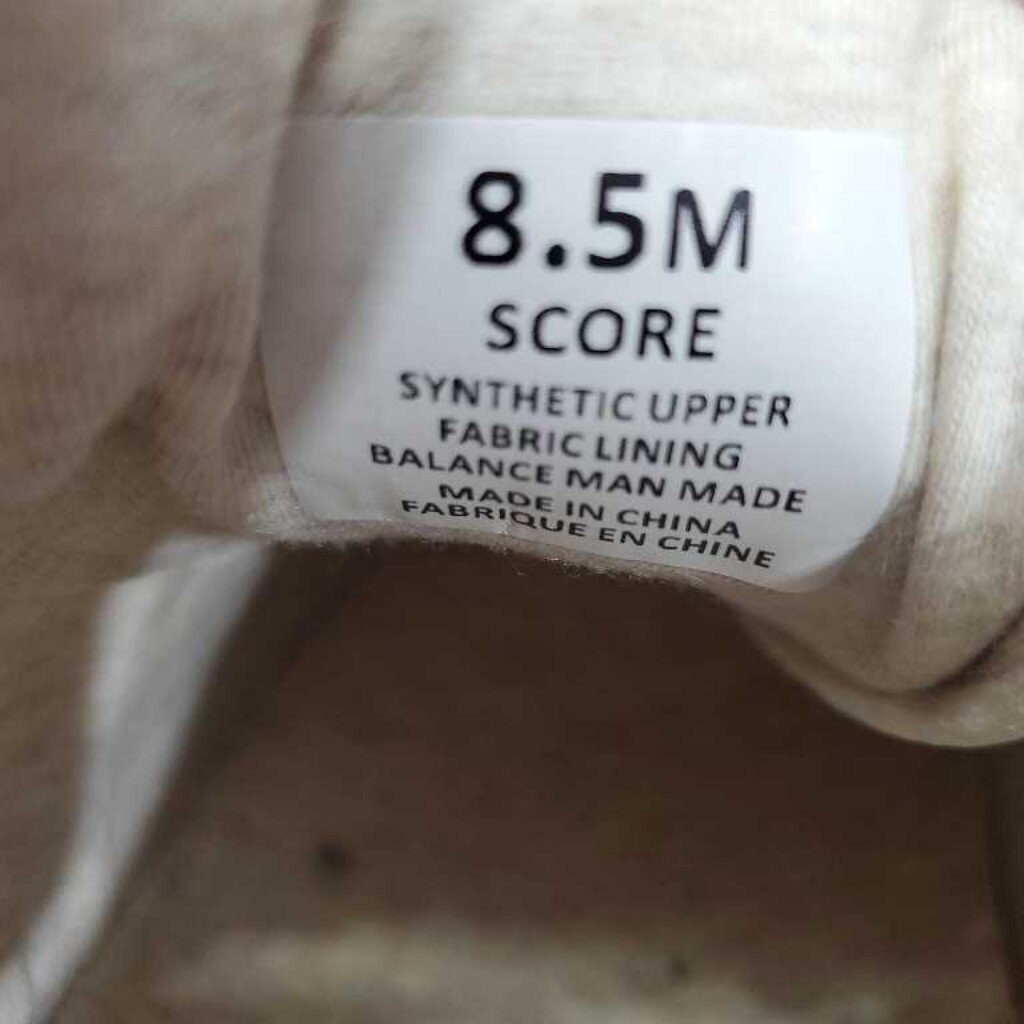 8.5M
SCORE
SYNTHETIC UPPER
FABRIC LINING
BALANCE MAN MADE
MADE IN CHINA
FABRIQUE EN CHINE